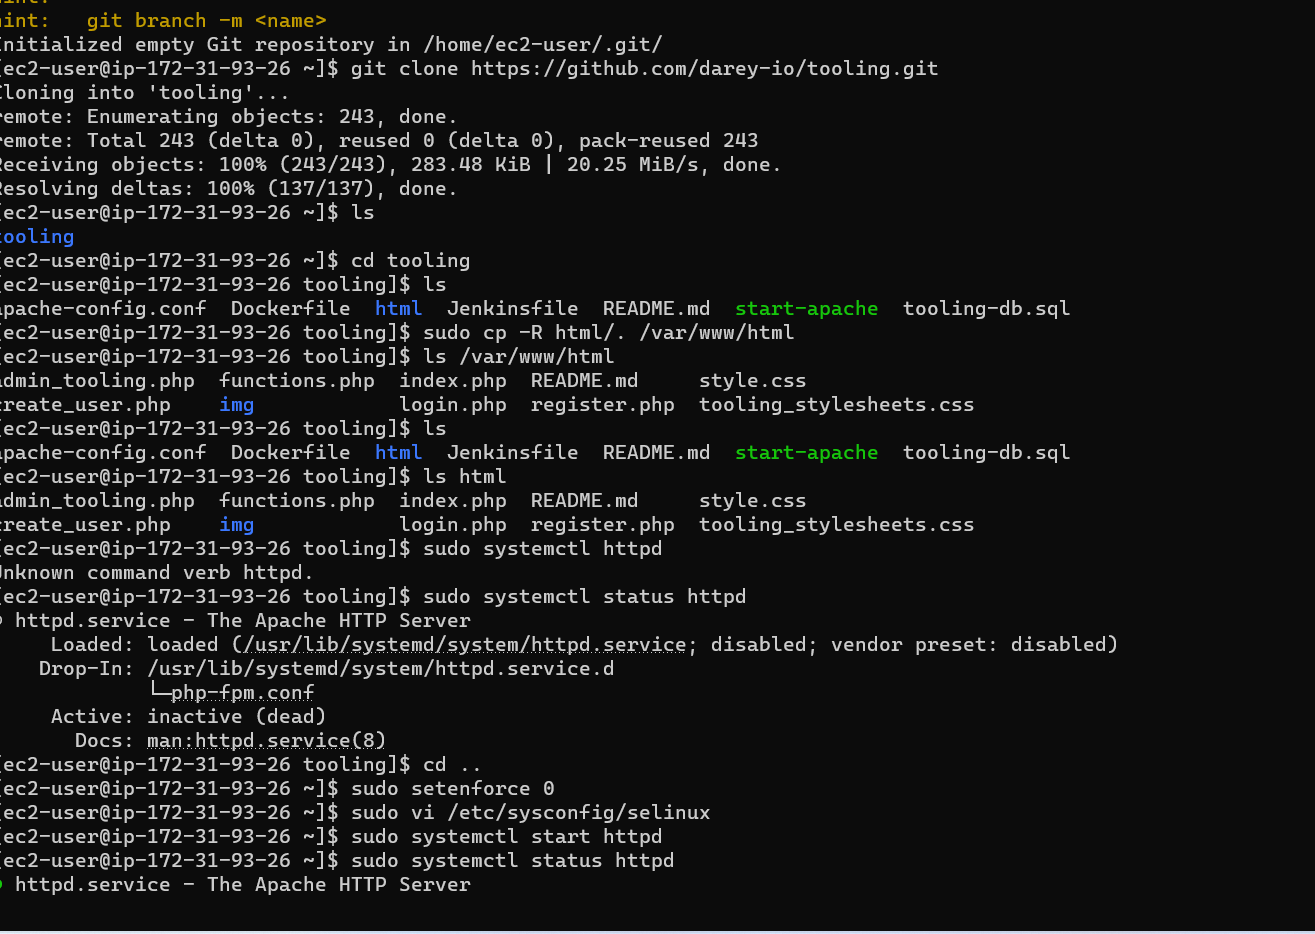 hint:
hint:   git branch -m <name>
Initialized empty Git repository in /home/ec2-user/.git/
[ec2-user@ip-172-31-93-26 ~]$ git clone https://github.com/darey-io/tooling.git
Cloning into 'tooling'...
remote: Enumerating objects: 243, done.
remote: Total 243 (delta 0), reused 0 (delta 0), pack-reused 243
Receiving objects: 100% (243/243), 283.48 KiB | 20.25 MiB/s, done.
Resolving deltas: 100% (137/137), done.
[ec2-user@ip-172-31-93-26 ~]$ ls
tooling
[ec2-user@ip-172-31-93-26 ~]$ cd tooling
[ec2-user@ip-172-31-93-26 tooling]$ ls
apache-config.conf  Dockerfile  html  Jenkinsfile  README.md  start-apache  tooling-db.sql
[ec2-user@ip-172-31-93-26 tooling]$ sudo cp -R html/. /var/www/html
[ec2-user@ip-172-31-93-26 tooling]$ ls /var/www/html
admin_tooling.php  functions.php  index.php  README.md     style.css
create_user.php    img            login.php  register.php  tooling_stylesheets.css
[ec2-user@ip-172-31-93-26 tooling]$ ls
apache-config.conf  Dockerfile  html  Jenkinsfile  README.md  start-apache  tooling-db.sql
[ec2-user@ip-172-31-93-26 tooling]$ ls html
admin_tooling.php  functions.php  index.php  README.md     style.css
create_user.php    img            login.php  register.php  tooling_stylesheets.css
[ec2-user@ip-172-31-93-26 tooling]$ sudo systemctl httpd
Unknown command verb httpd.
[ec2-user@ip-172-31-93-26 tooling]$ sudo systemctl status httpd
○ httpd.service - The Apache HTTP Server
     Loaded: loaded (/usr/lib/systemd/system/httpd.service; disabled; vendor preset: disabled)
    Drop-In: /usr/lib/systemd/system/httpd.service.d
             └─php-fpm.conf
     Active: inactive (dead)
       Docs: man:httpd.service(8)
[ec2-user@ip-172-31-93-26 tooling]$ cd ..
[ec2-user@ip-172-31-93-26 ~]$ sudo setenforce 0
[ec2-user@ip-172-31-93-26 ~]$ sudo vi /etc/sysconfig/selinux
[ec2-user@ip-172-31-93-26 ~]$ sudo systemctl start httpd
[ec2-user@ip-172-31-93-26 ~]$ sudo systemctl status httpd
● httpd.service - The Apache HTTP Server